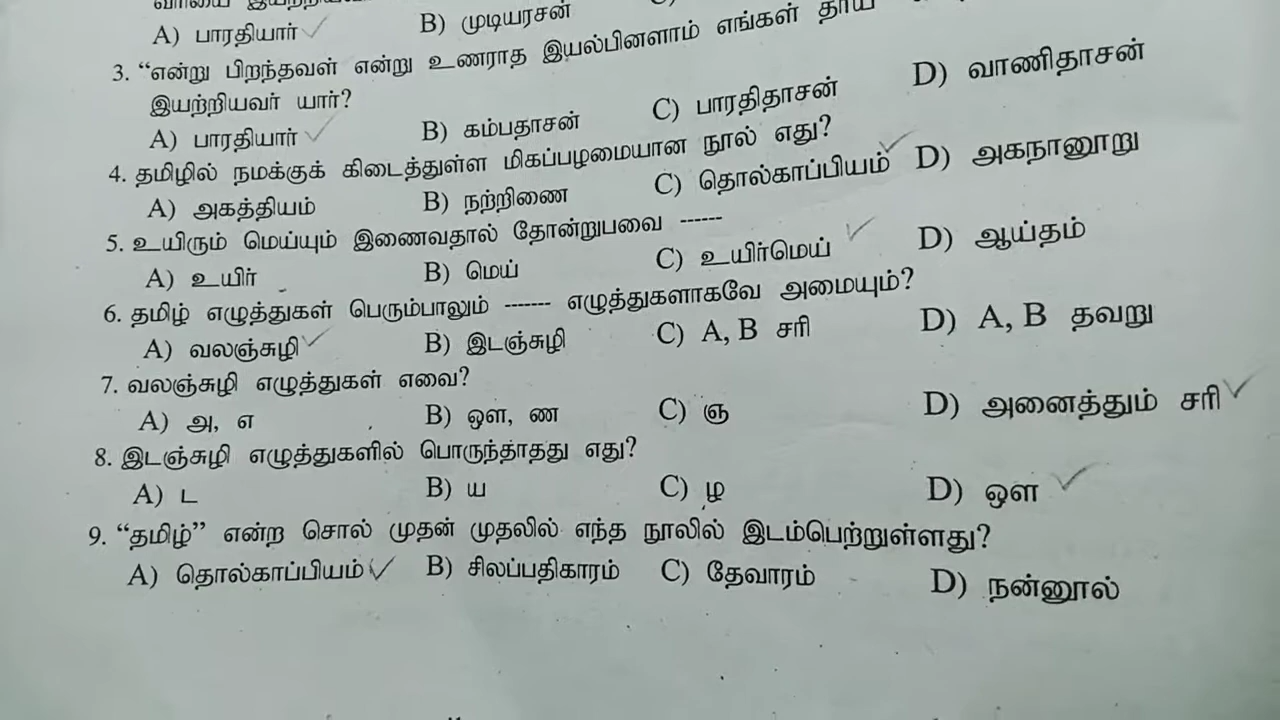 A) பாரதியார் ✓ B) முடியரசன்
3. “என்று பிறந்தவள் என்று உணராத இயல்பினளாம் எங்கள் தாய்
இயற்றியவர் யார்?
A) பாரதியார் ✓ B) கம்பதாசன் C) பாரதிதாசன் D) வாணிதாசன்
4. தமிழில் நமக்குக் கிடைத்துள்ள மிகப்பழமையான நூல் எது?
A) அகத்தியம் B) நற்றிணை C) தொல்காப்பியம் ✓ D) அகநானூறு
5. உயிரும் மெய்யும் இணைவதால் தோன்றுபவை ------
A) உயிர் B) மெய் C) உயிர்மெய் ✓ D) ஆய்தம்
6. தமிழ் எழுத்துகள் பெரும்பாலும் ------- எழுத்துகளாகவே அமையும்?
A) வலஞ்சுழி ✓ B) இடஞ்சுழி C) A, B சரி D) A, B தவறு
7. வலஞ்சுழி எழுத்துகள் எவை?
A) அ, எ B) ஔ, ண C) ஞ D) அனைத்தும் சரி ✓
8. இடஞ்சுழி எழுத்துகளில் பொருந்தாதது எது?
A) ட B) ய C) ழ D) ஔ ✓
9. “தமிழ்” என்ற சொல் முதன் முதலில் எந்த நூலில் இடம்பெற்றுள்ளது?
A) தொல்காப்பியம் ✓ B) சிலப்பதிகாரம் C) தேவாரம் D) நன்னூல்